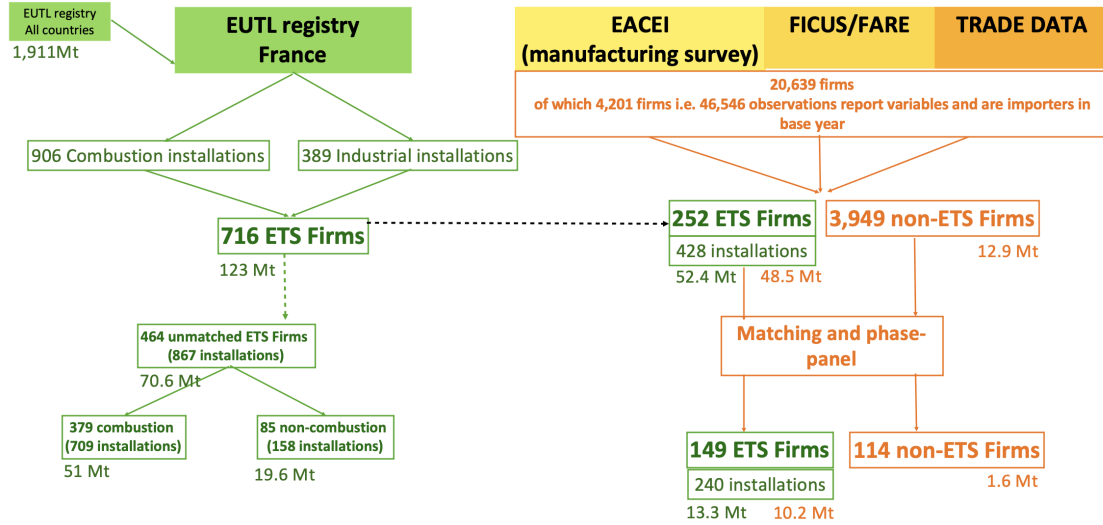 EUTL registry
All countries
1,911Mt
EUTL registry
France
EACEI
(manufacturing survey)
FICUS/FARE
TRADE DATA
20,639 firms
of which 4,201 firms i.e. 46,546 observations report variables and are importers in
base year
906 Combustion installations
389 Industrial installations
716 ETS Firms
123 Mt
252 ETS Firms
428 installations
52.4 Mt
48.5 Mt
3,949 non-ETS Firms
12.9 Mt
464 unmatched ETS Firms
(867 installations)
70.6 Mt
Matching and phase-
panel
379 combustion
(709 installations)
51 Mt
85 non-combustion
(158 installations)
19.6 Mt
149 ETS Firms
240 installations
13.3 Mt
10.2 Mt
114 non-ETS Firms
1.6 Mt